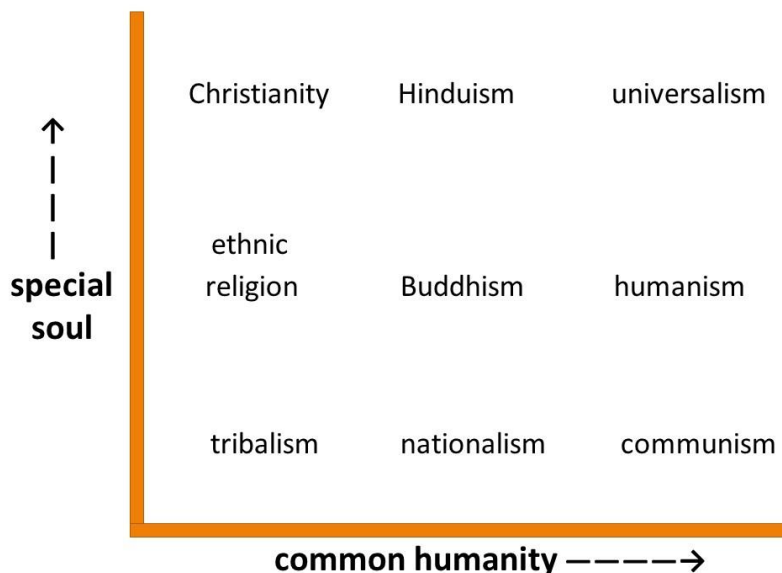 Christianity Hinduism universalism
ethnic
religion Buddhism humanism
special
soul
tribalism nationalism communism
common humanity